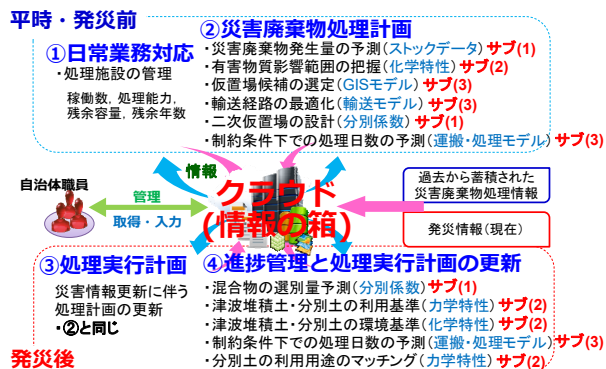 平時・発災前
①日常業務対応
・処理施設の管理
稼働数，処理能力，
残余容量，残余年数
②災害廃棄物処理計画
・災害廃棄物発生量の予測（ストックデータ）サブ(1)
・有害物質影響範囲の把握（化学特性）サブ(2)
・仮置場候補の選定（GISモデル）サブ(3)
・輸送経路の最適化（輸送モデル）サブ(3)
・二次仮置場の設計（分別係数）サブ(1)
・制約条件下での処理日数の予測（運搬・処理モデル）サブ(3)
情報
自治体職員
管理
取得・入力
クラウド
(情報の箱)
過去から蓄積された
災害廃棄物処理情報
発災情報（現在）
③処理実行計画
災害情報更新に伴う
処理計画の更新
・②と同じ
④進捗管理と処理実行計画の更新
・混合物の選別量予測（分別係数）サブ(1)
・津波堆積土・分別土の利用基準（力学特性）サブ(2)
・津波堆積土・分別土の環境基準（化学特性）サブ(2)
・制約条件下での処理日数の予測（運搬・処理モデル）サブ(3)
・分別土の利用用途のマッチング（力学特性）サブ(2)
発災後